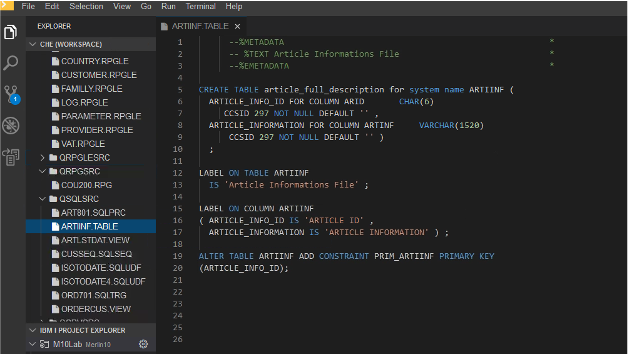 File Edit Selection View Go Run Terminal Help
EXPLORER
CHE (WORKSPACE)
COUNTRY.RPGLE
CUSTOMER.RPGLE
FAMILLY.RPGLE
LOG.RPGLE
PARAMETER.RPGLE
PROVIDER.RPGLE
VAT.RPGLE
QRPGLESRC
QRPGSRC
COU200.RPG
QSQLSRC
ART801.SQLPRC
ARTIINF.TABLE
ARTLSTDAT.VIEW
CUSSEQ.SQLSEQ
ISOTODATE.SQLUDF
ISOTODATE4.SQLUDF
ORD701.SQLTRG
ORDERCUS.VIEW
IBM I PROJECT EXPLORER
M10Lab Merlin10
1
ARTIINF.TABLE ×
1 --%METADATA *
2 -- %TEXT Article Informations File *
3 --%EMETADATA *
4
5 CREATE TABLE article_full_description for system name ARTIINF (
6 ARTICLE_INFO_ID FOR COLUMN ARID CHAR(6)
7 CCSID 297 NOT NULL DEFAULT '' ,
8 ARTICLE_INFORMATION FOR COLUMN ARTINF VARCHAR(1520)
9 CCSID 297 NOT NULL DEFAULT '' )
10 ;
11
12 LABEL ON TABLE ARTIINF
13 IS 'Article Informations File' ;
14
15 LABEL ON COLUMN ARTIINF
16 ( ARTICLE_INFO_ID IS 'ARTICLE ID' ,
17 ARTICLE_INFORMATION IS 'ARTICLE INFORMATION' ) ;
18
19 ALTER TABLE ARTIINF ADD CONSTRAINT PRIM_ARTIINF PRIMARY KEY
20 (ARTICLE_INFO_ID);
21
22
23
24
25
26